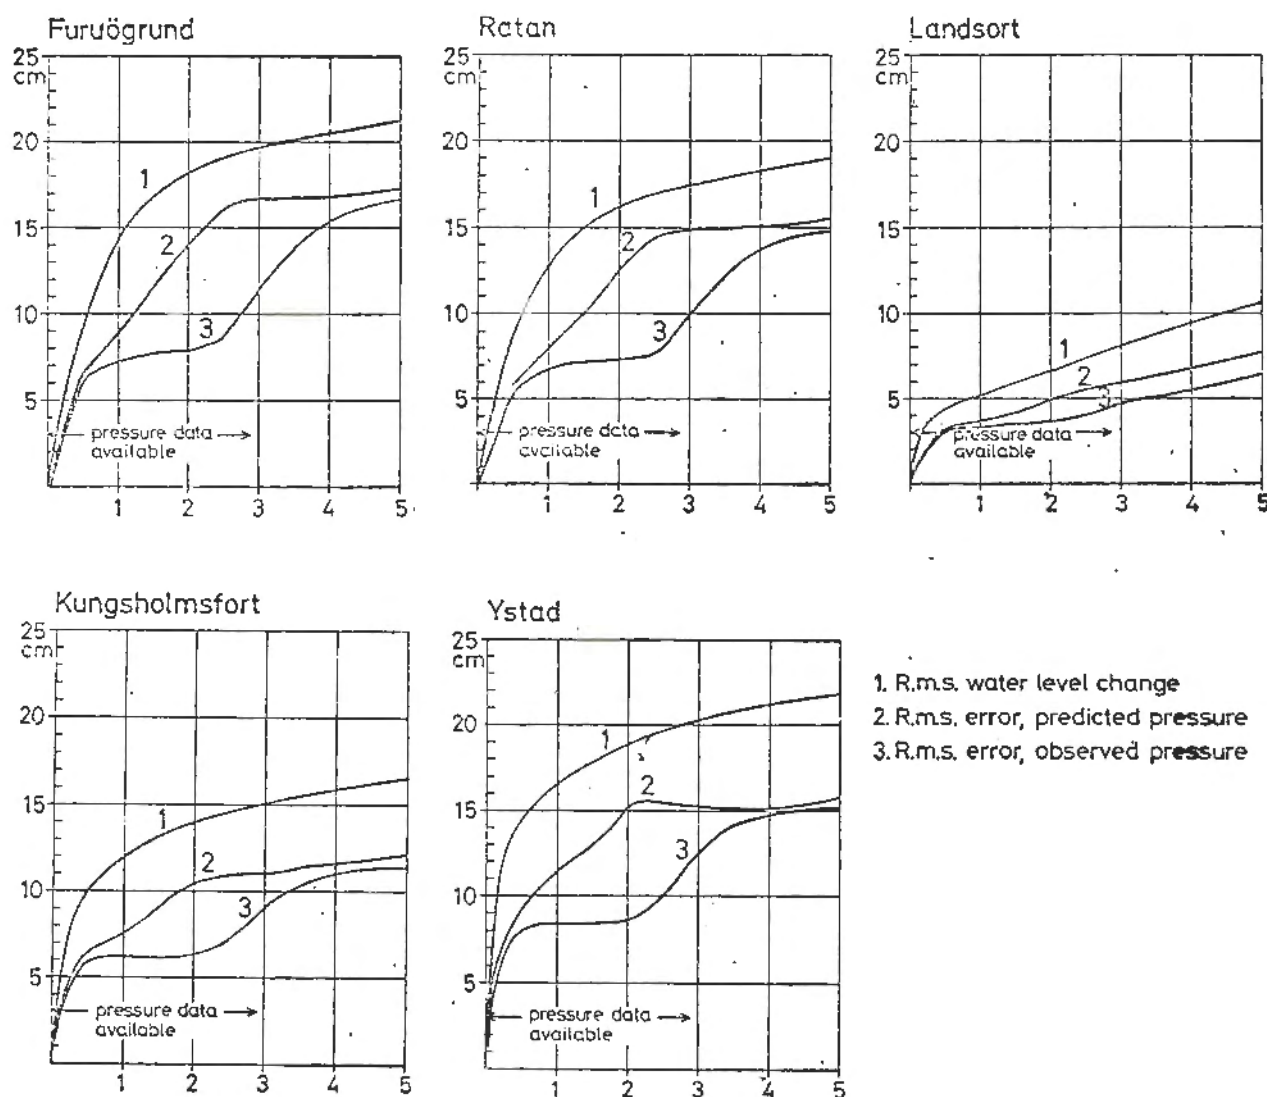 Furuögrund
25
cm
20
15
10
5
1
2
3
pressure data
available
1 2 3 4 5
Ratan
25
cm
20
15
10
5
1
2
3
pressure data
available
1 2 3 4 5
Landsort
25
cm
20
15
10
5
1
2
3
pressure data
available
1 2 3 4 5
Kungsholmsfort
25
cm
20
15
10
5
1
2
3
pressure data
available
1 2 3 4 5
Ystad
25
cm
20
15
10
5
1
2
3
pressure data
available
1 2 3 4 5
1. R.m.s. water level change
2. R.m.s. error, predicted pressure
3. R.m.s. error, observed pressure